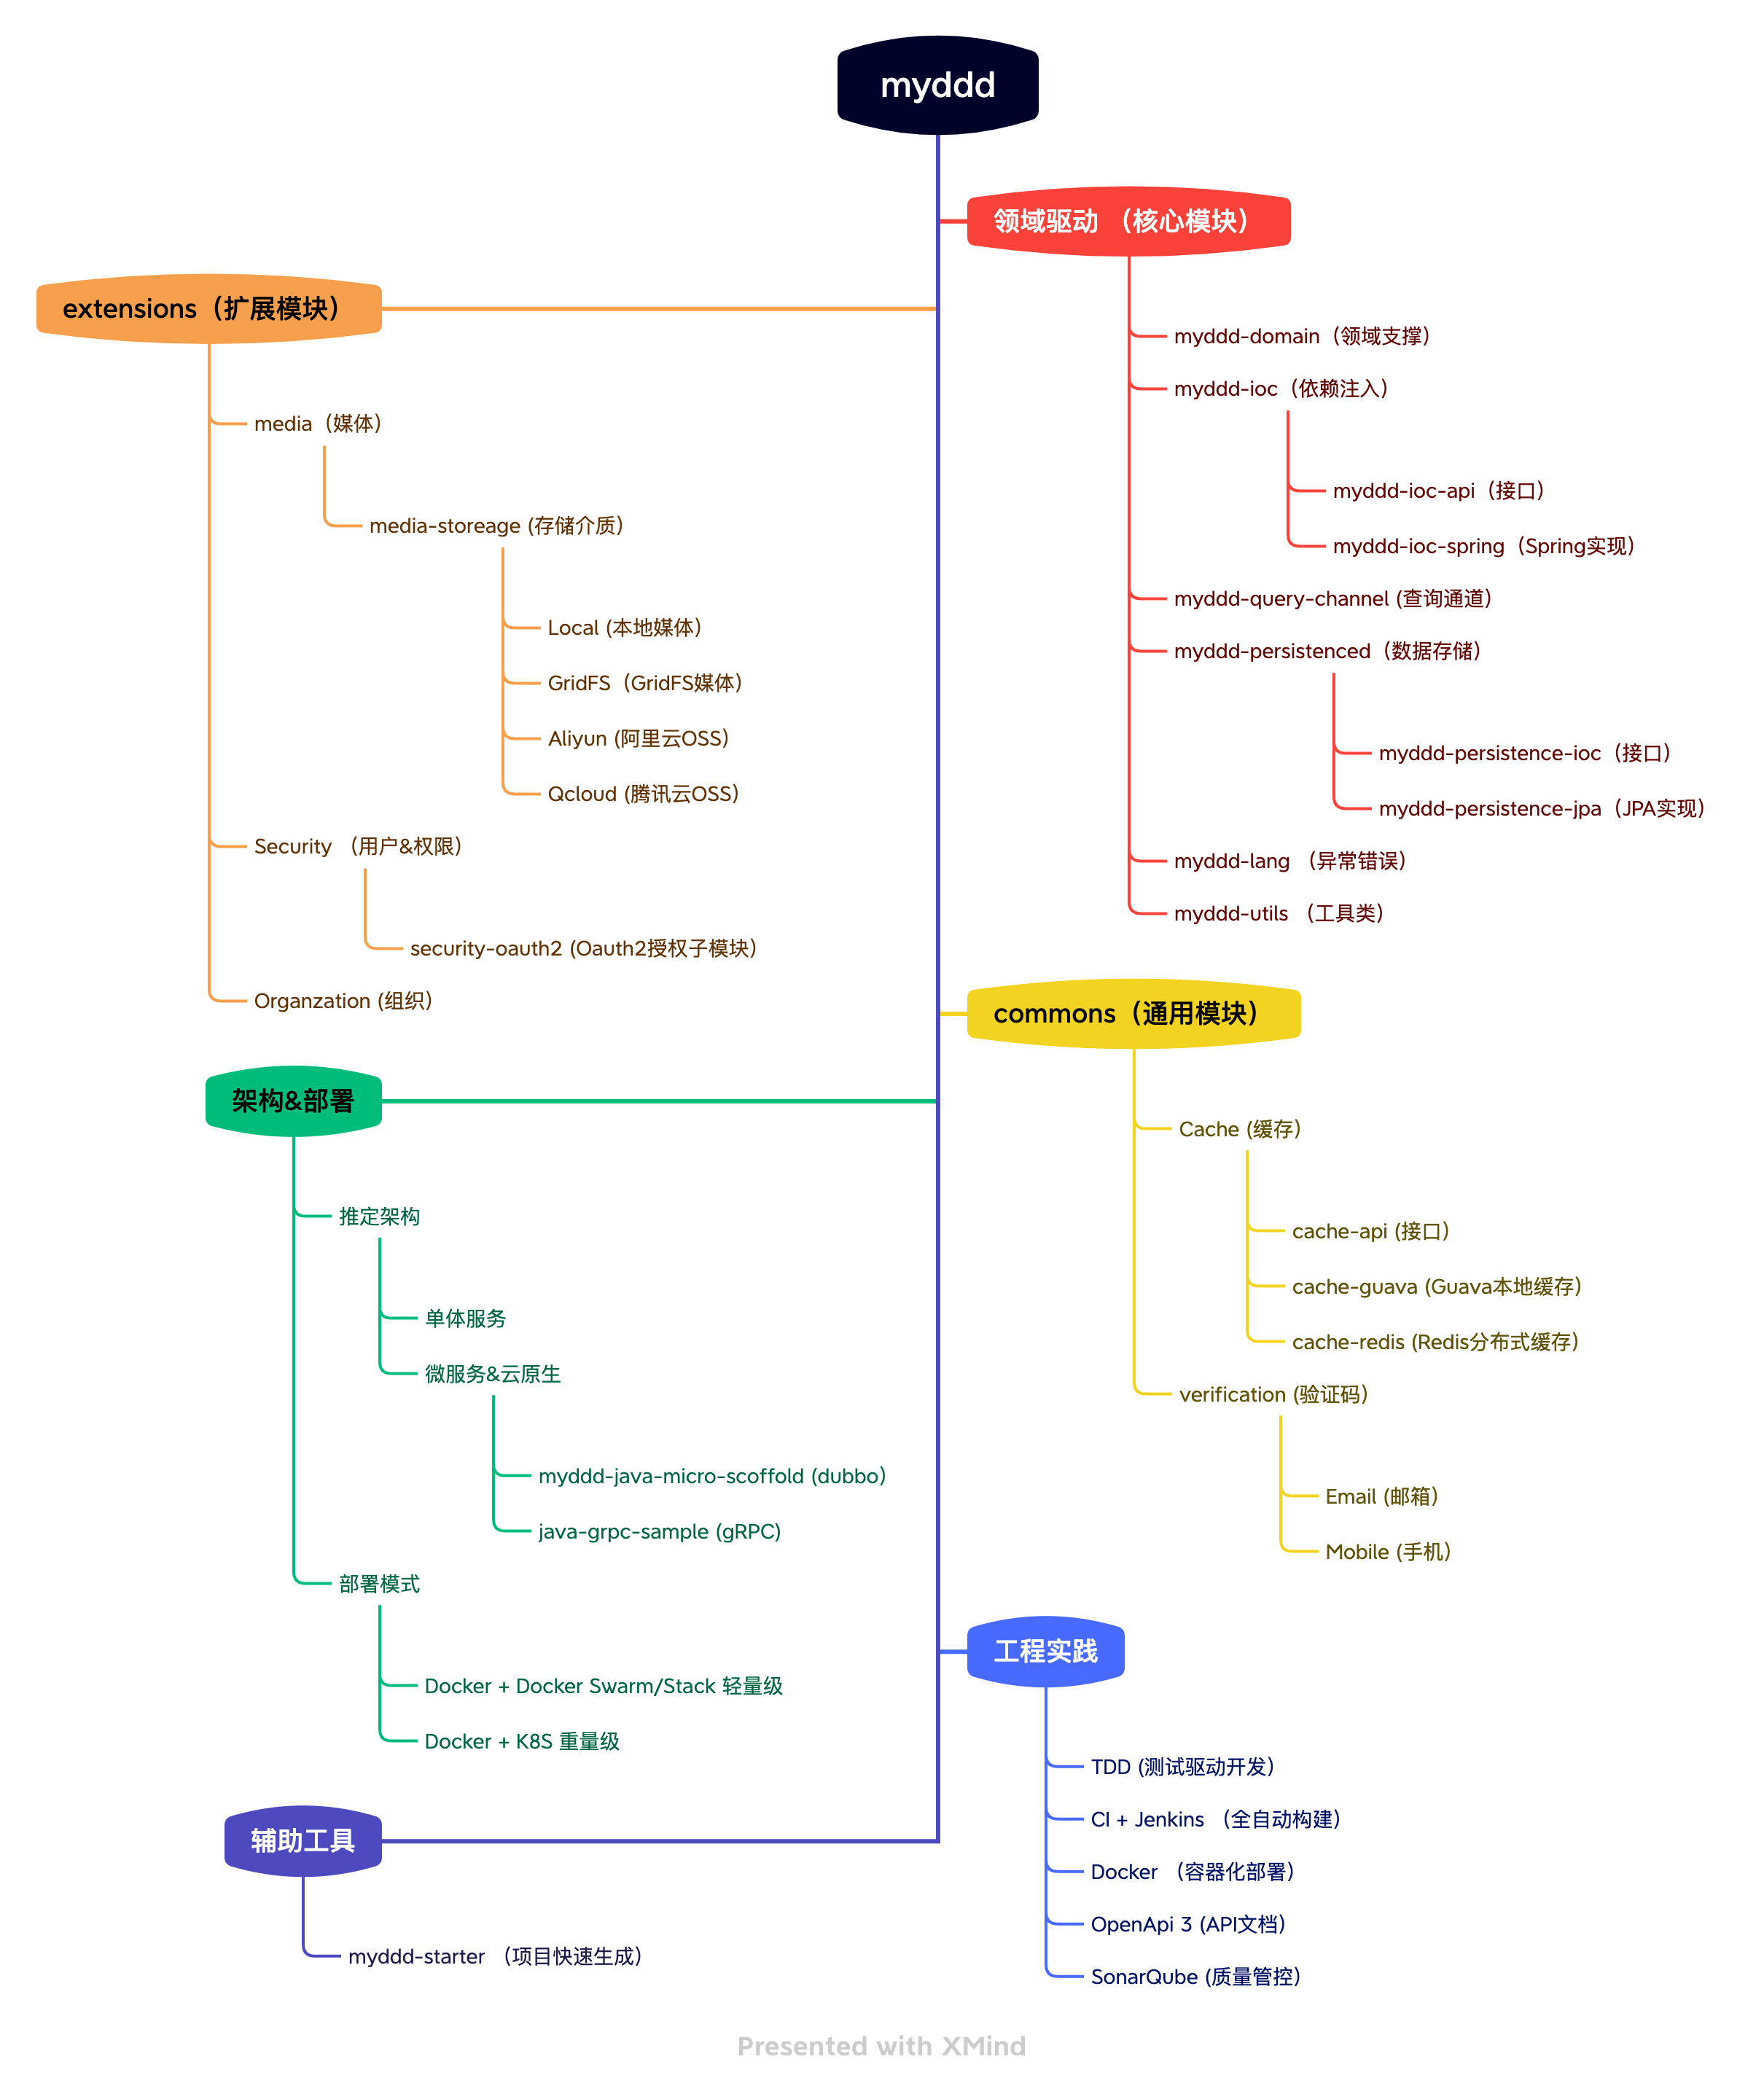 myddd
领域驱动 （核心模块）
myddd-domain（领域支撑）
myddd-ioc（依赖注入）
myddd-ioc-api（接口）
myddd-ioc-spring（Spring实现）
myddd-query-channel (查询通道）
myddd-persistenced（数据存储）
myddd-persistence-ioc（接口）
myddd-persistence-jpa（JPA实现）
myddd-lang （异常错误）
myddd-utils （工具类）
commons（通用模块）
Cache (缓存）
cache-api (接口）
cache-guava (Guava本地缓存）
cache-redis (Redis分布式缓存）
verification (验证码）
Email (邮箱）
Mobile (手机）
工程实践
TDD (测试驱动开发）
CI + Jenkins （全自动构建）
Docker （容器化部署）
OpenApi 3 (API文档）
SonarQube (质量管控）
extensions（扩展模块）
media（媒体）
media-storeage (存储介质）
Local (本地媒体）
GridFS（GridFS媒体）
Aliyun (阿里云OSS）
Qcloud (腾讯云OSS）
Security （用户&权限）
security-oauth2 (Oauth2授权子模块）
Organzation (组织）
架构&部署
推定架构
单体服务
微服务&云原生
myddd-java-micro-scoffold (dubbo）
java-grpc-sample (gRPC)
部署模式
Docker + Docker Swarm/Stack 轻量级
Docker + K8S 重量级
辅助工具
myddd-starter （项目快速生成）
Presented with XMind